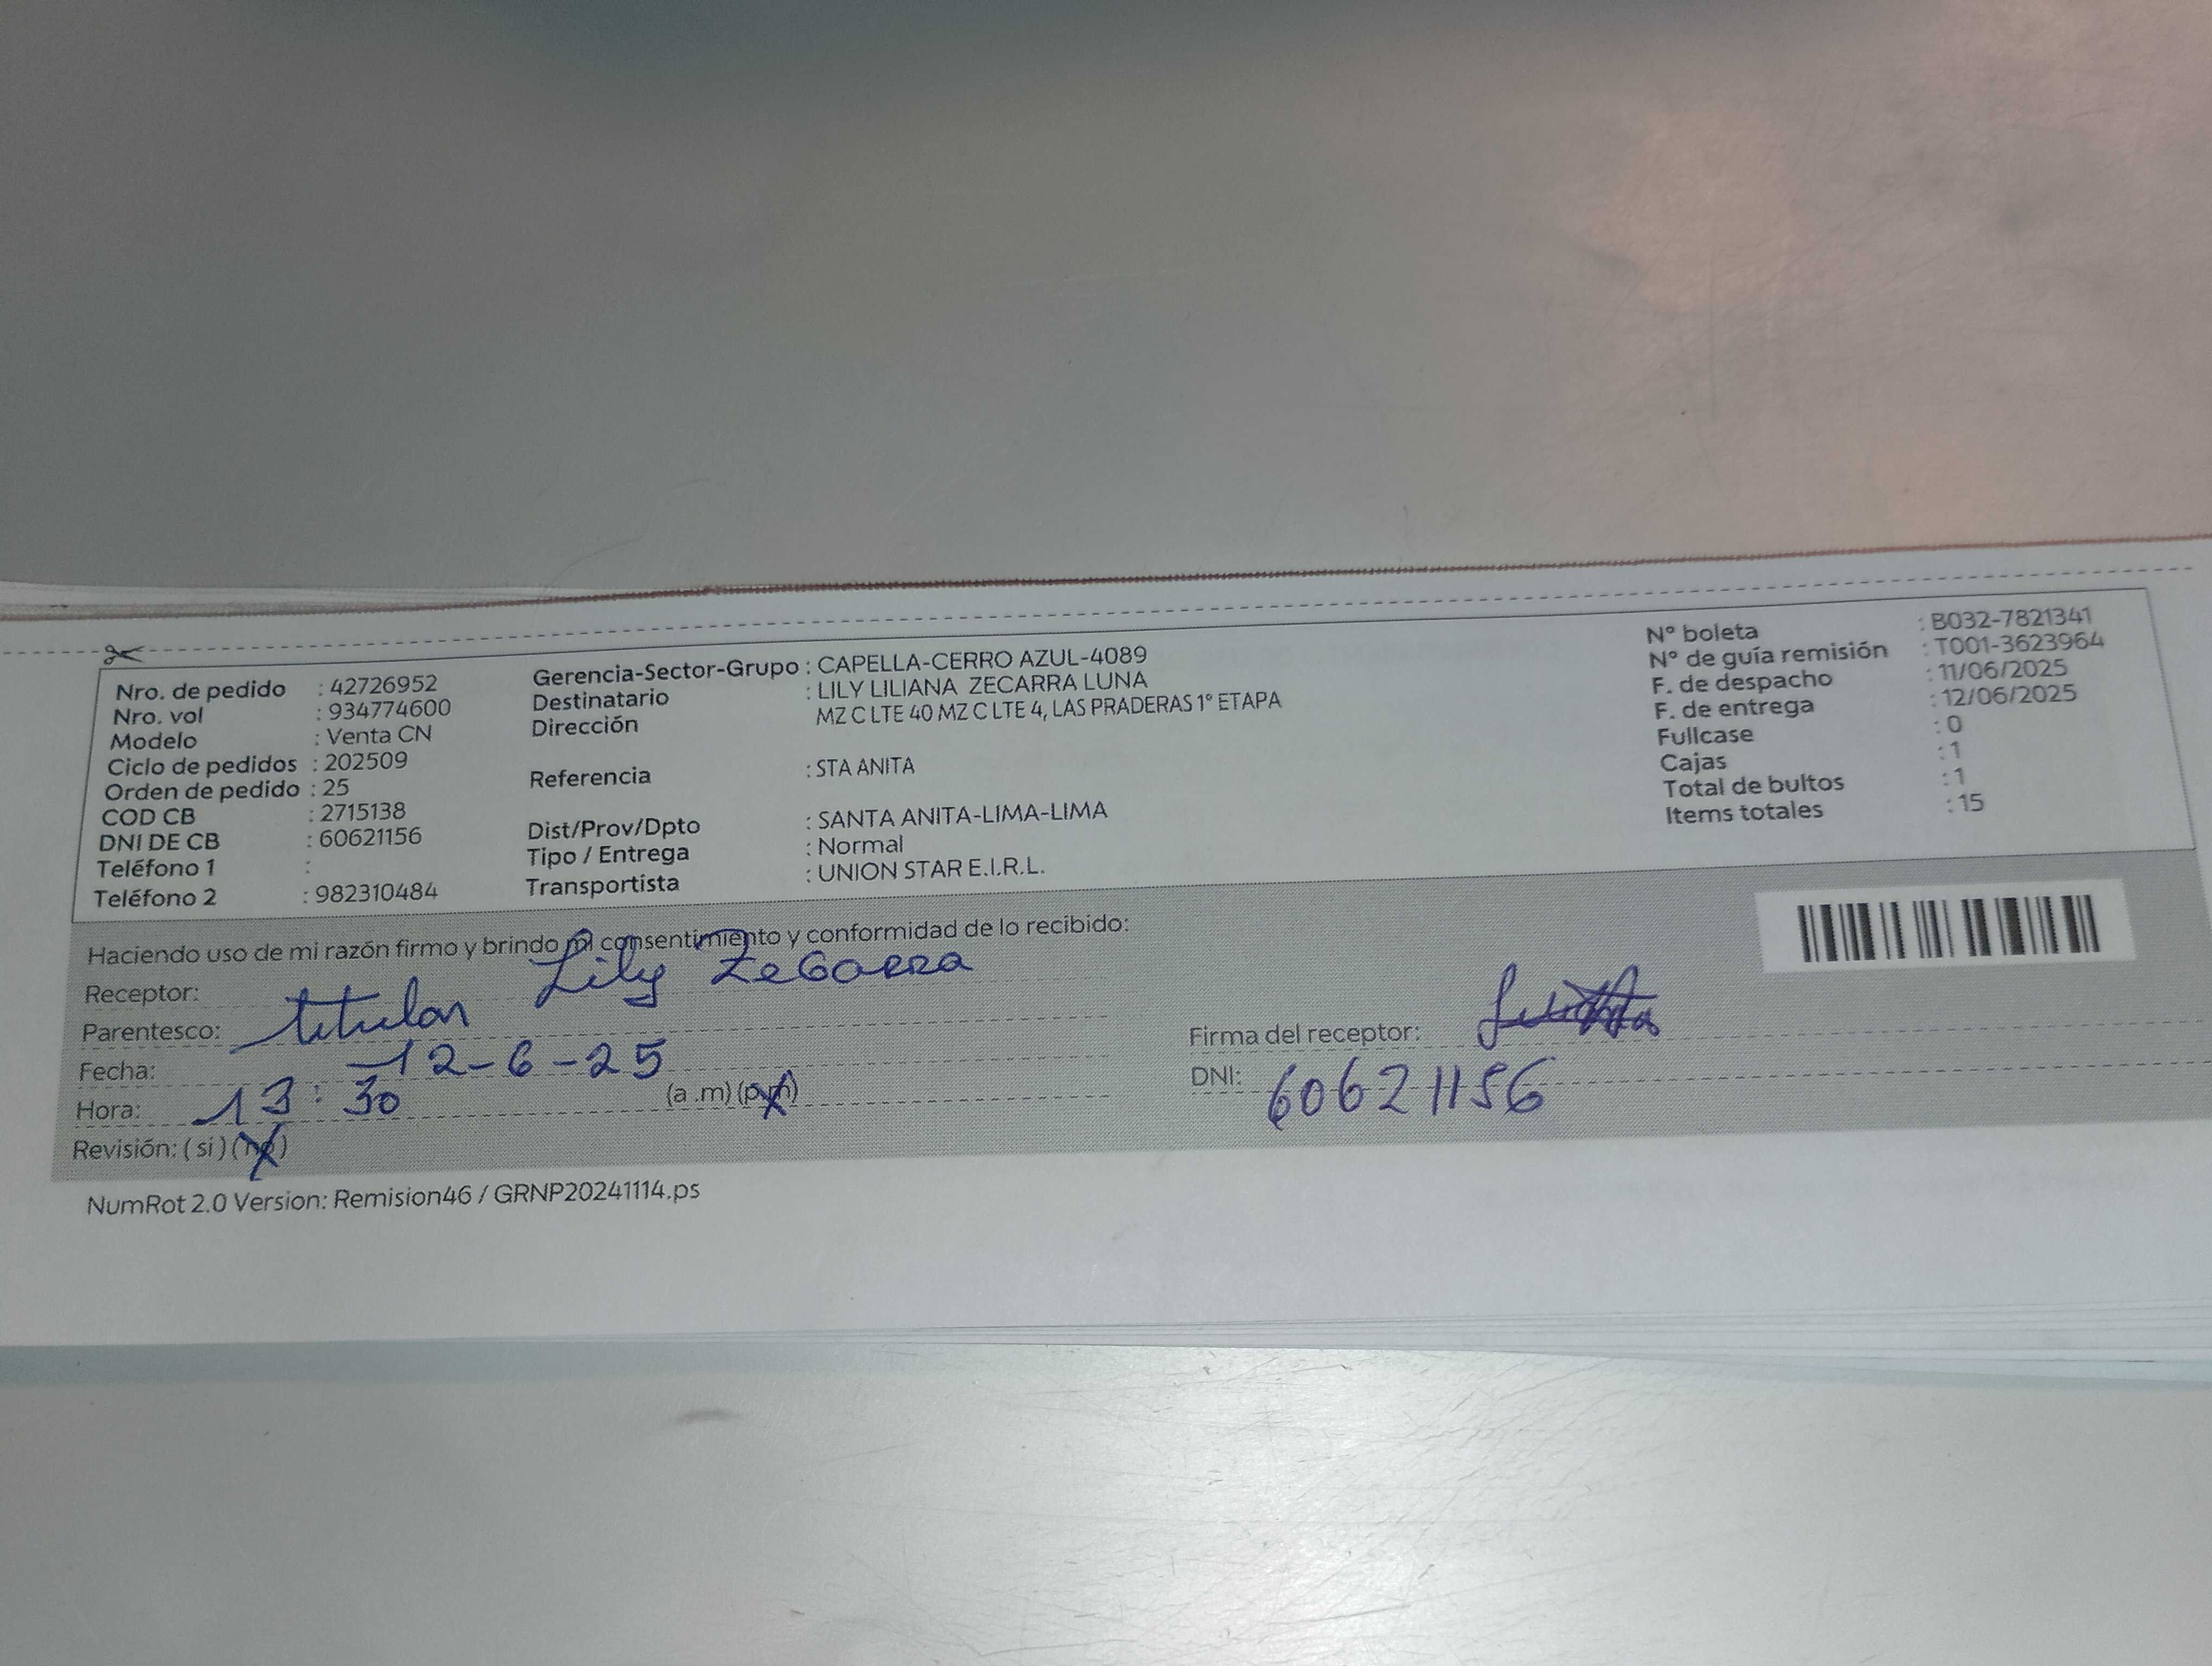 Nro. de pedido : 42726952
Nro. vol : 934774600
Modelo : Venta CN
Ciclo de pedidos : 202509
Orden de pedido : 25
COD CB : 2715138
DNI DE CB : 60621156
Teléfono 1 :
Teléfono 2 : 982310484
Gerencia-Sector-Grupo : CAPELLA-CERRO AZUL-4089
Destinatario : LILY LILIANA ZECARRA LUNA
Dirección MZ C LTE 40 MZ C LTE 4, LAS PRADERAS 1° ETAPA
Referencia : STA ANITA
Dist/Prov/Dpto : SANTA ANITA-LIMA-LIMA
Tipo / Entrega : Normal
Transportista : UNION STAR E.I.R.L.
N° boleta : B032-7821341
N° de guía remisión : T001-3623964
F. de despacho : 11/06/2025
F. de entrega : 12/06/2025
Fullcase : 0
Cajas : 1
Total de bultos : 1
Items totales : 15
Haciendo uso de mi razón firmo y brindo mi consentimiento y conformidad de lo recibido:
Receptor: Lily Zegarra
Parentesco: titular
Fecha: 12-6-25
Hora: 13:30 (a .m) (p.m)
Revisión: ( si ) (no)
Firma del receptor:
DNI: 60621156
NumRot 2.0 Version: Remision46 / GRNP20241114.ps